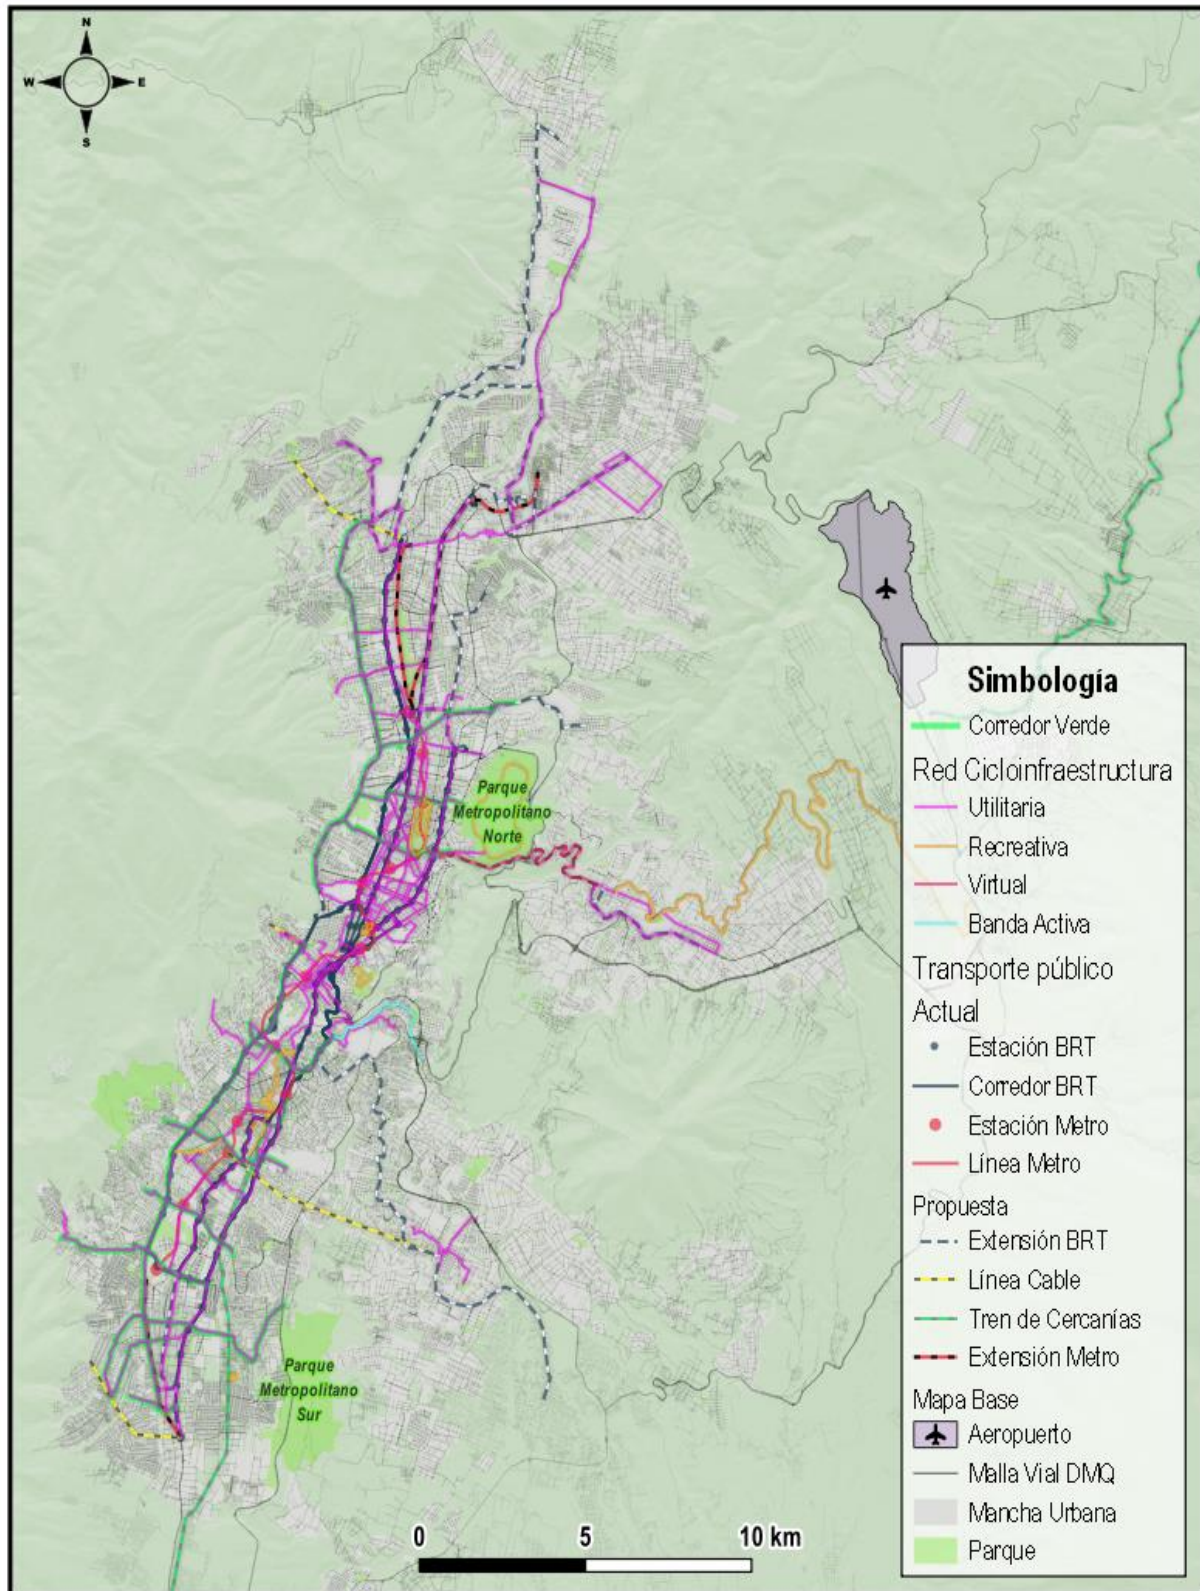 N
W E
S
Parque
Metropolitano
Norte
Parque
Metropolitano
Sur
0 5 10 km
Simbología
Corredor Verde
Red Cicloinfraestructura
Utilitaria
Recreativa
Virtual
Banda Activa
Transporte público
Actual
Estación BRT
Corredor BRT
Estación Metro
Línea Metro
Propuesta
Extensión BRT
Línea Cable
Tren de Cercanías
Extensión Metro
Mapa Base
Aeropuerto
Malla Vial DMQ
Mancha Urbana
Parque